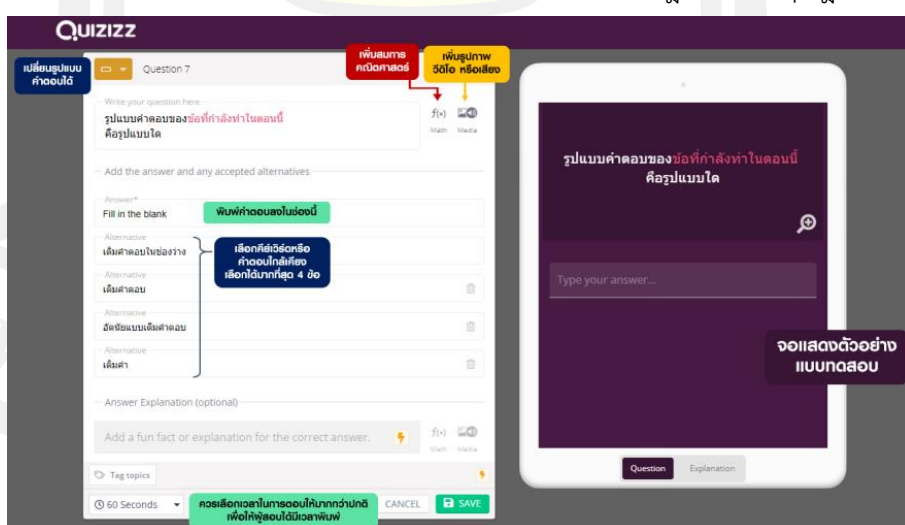 QUIZIZZ
เปลี่ยนรูปแบบ
คำตอบได้
Question 7
เพิ่มสมการ
คณิตศาสตร์
เพิ่มรูปภาพ
วิดีโอ หรือเสียง
Write your question here
รูปแบบคำตอบของข้อที่กำลังทำในตอนนี้
คือรูปแบบใด
f(×)
Math
Media
Add the answer and any accepted alternatives
Answer*
Fill in the blank
พิมพ์คำตอบลงในช่องนี้
Alternative
เติมคำตอบในช่องว่าง
เลือกคีย์เวิร์ดหรือ
คำตอบใกล้เคียง
เลือกได้มากที่สุด 4 ข้อ
Alternative
เติมคำตอบ
Alternative
อัตนัยแบบเติมคำตอบ
Alternative
เติมคำ
Answer Explanation (optional)
Add a fun fact or explanation for the correct answer.
f(×)
Math
Media
Tag topics
60 Seconds
ควรเลือกเวลาในการตอบให้มากกว่าปกติ
เพื่อให้ผู้สอบได้มีเวลาพิมพ์
CANCEL
SAVE
รูปแบบคำตอบของข้อที่กำลังทำในตอนนี้
คือรูปแบบใด
Type your answer...
จอแสดงตัวอย่าง
แบบทดสอบ
Question
Explanation